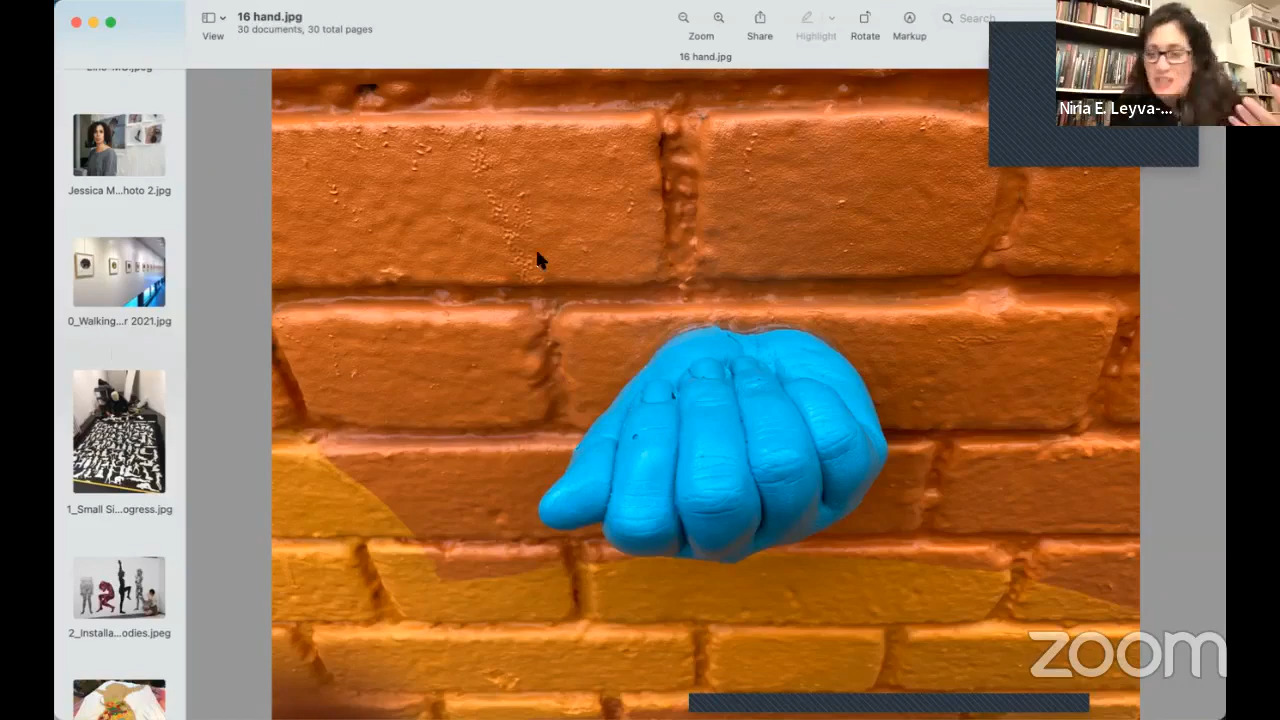 16 hand.jpg
30 documents, 30 total pages
View
Zoom
Share
Highlight
Rotate
Markup
Search
16 hand.jpg
Niria E. Leyva-...
Jessica M...hoto 2.jpg
0_Walking...r 2021.jpg
1_Small Si...ogress.jpg
2_Installa...odies.jpeg
zoom